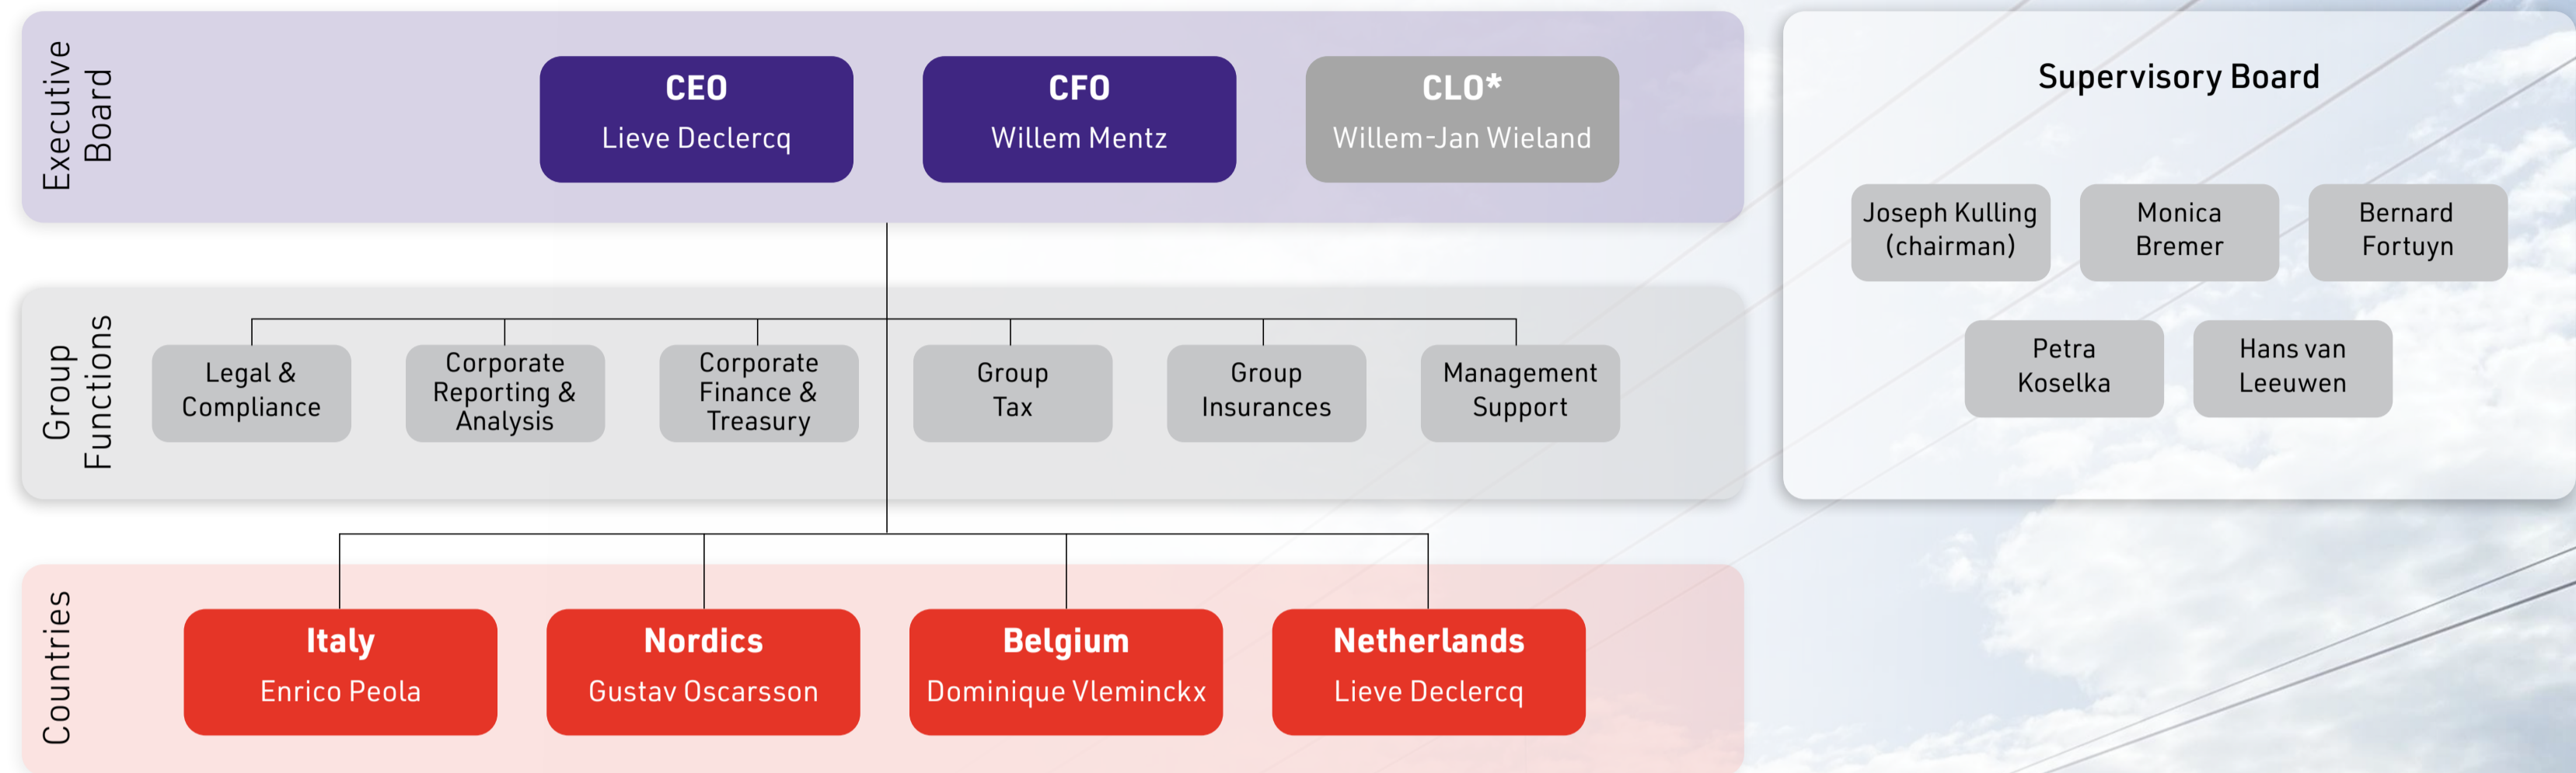 Executive
Board
CEO
Lieve Declercq
CFO
Willem Mentz
CLO*
Willem-Jan Wieland
Group
Functions
Legal &
Compliance
Corporate
Reporting &
Analysis
Corporate
Finance &
Treasury
Group
Tax
Group
Insurances
Management
Support
Countries
Italy
Enrico Peola
Nordics
Gustav Oscarsson
Belgium
Dominique Vleminckx
Netherlands
Lieve Declercq
Supervisory Board
Joseph Kulling
(chairman)
Monica
Bremer
Bernard
Fortuyn
Petra
Koselka
Hans van
Leeuwen